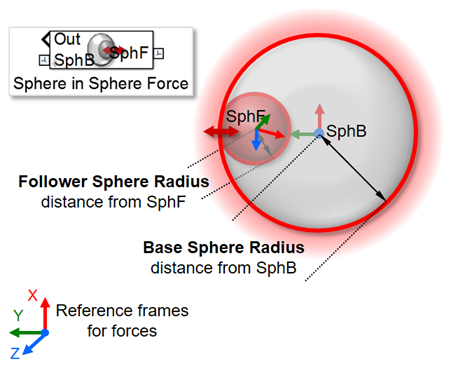 Out
SphB SphF
Sphere in Sphere Force
SphF
SphB
Follower Sphere Radius
distance from SphF
Base Sphere Radius
distance from SphB
X
Y
Z
Reference frames
for forces